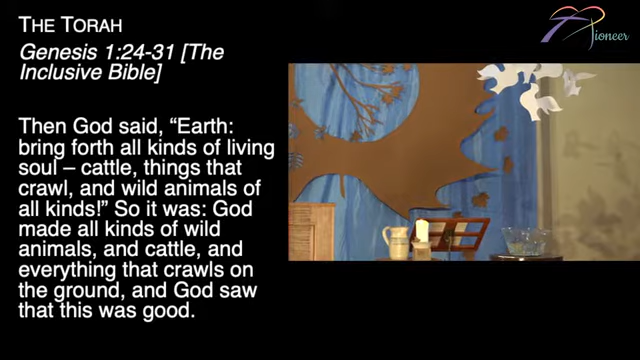 THE TORAH
Genesis 1:24-31 [The
Inclusive Bible]
Then God said, “Earth:
bring forth all kinds of living
soul – cattle, things that
crawl, and wild animals of
all kinds!” So it was: God
made all kinds of wild
animals, and cattle, and
everything that crawls on
the ground, and God saw
that this was good.
Pioneer